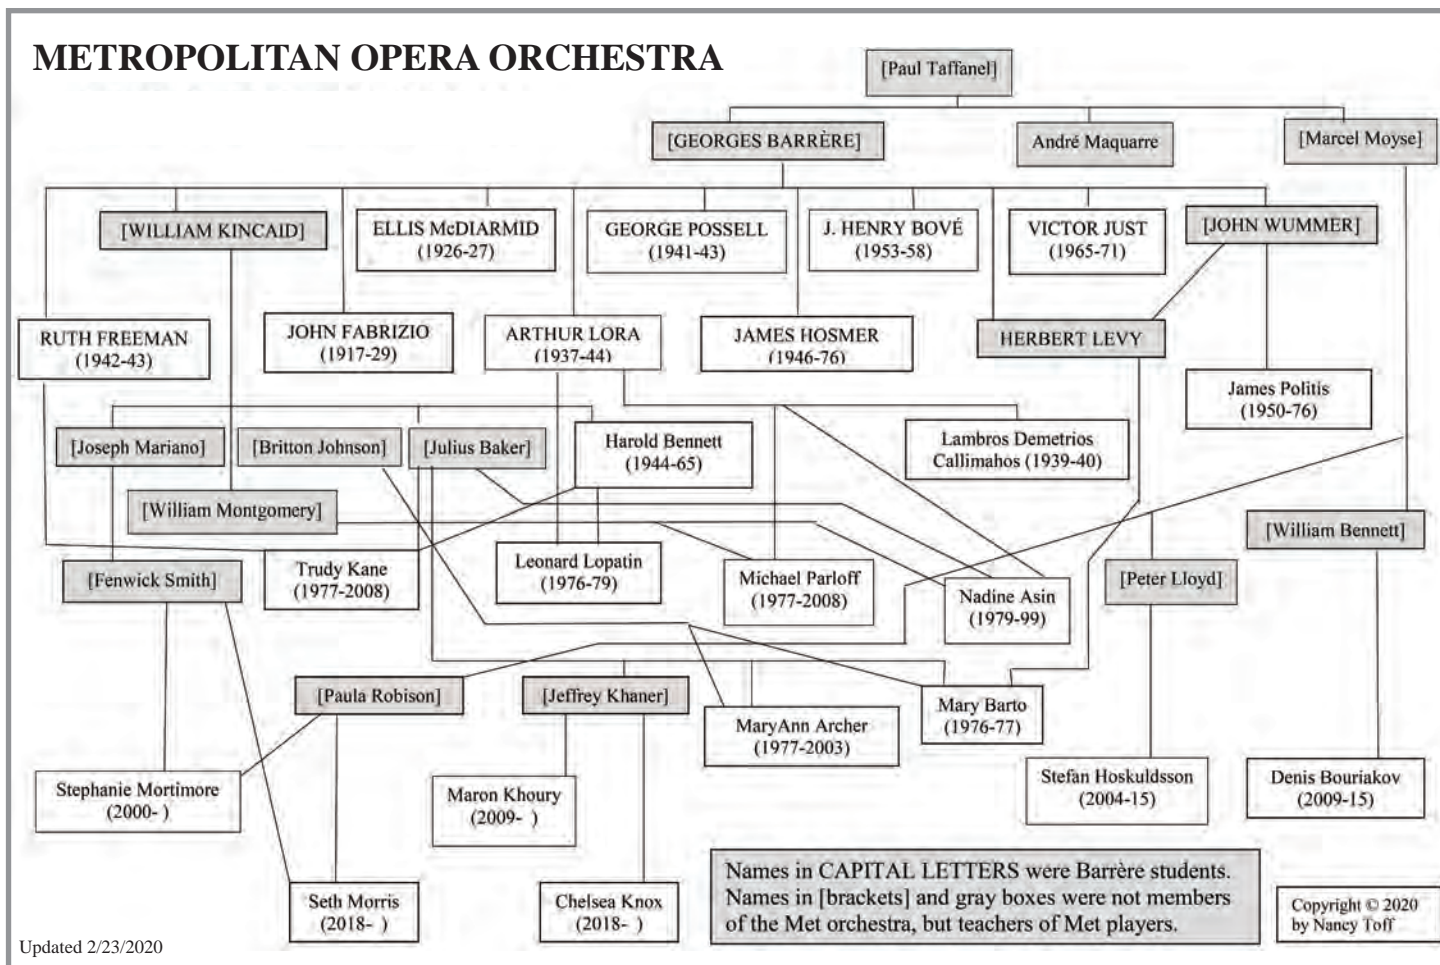 METROPOLITAN OPERA ORCHESTRA
[Paul Taffanel]
[GEORGES BARRÈRE]
André Maquarre
[Marcel Moyse]
[WILLIAM KINCAID]
ELLIS McDIARMID
(1926-27)
GEORGE POSSELL
(1941-43)
J. HENRY BOVÉ
(1953-58)
VICTOR JUST
(1965-71)
[JOHN WUMMER]
RUTH FREEMAN
(1942-43)
JOHN FABRIZIO
(1917-29)
ARTHUR LORA
(1937-44)
JAMES HOSMER
(1946-76)
HERBERT LEVY
James Politis
(1950-76)
[Joseph Mariano]
[Britton Johnson]
[Julius Baker]
Harold Bennett
(1944-65)
Lambros Demetrios
Callimahos (1939-40)
[William Montgomery]
[William Bennett]
[Fenwick Smith]
Trudy Kane
(1977-2008)
Leonard Lopatin
(1976-79)
Michael Parloff
(1977-2008)
Nadine Asin
(1979-99)
[Peter Lloyd]
[Paula Robison]
[Jeffrey Khaner]
MaryAnn Archer
(1977-2003)
Mary Barto
(1976-77)
Stephanie Mortimore
(2000- )
Maron Khoury
(2009- )
Stefan Hoskuldsson
(2004-15)
Denis Bouriakov
(2009-15)
Seth Morris
(2018- )
Chelsea Knox
(2018- )
Names in CAPITAL LETTERS were Barrère students.
Names in [brackets] and gray boxes were not members
of the Met orchestra, but teachers of Met players.
Copyright © 2020
by Nancy Toff
Updated 2/23/2020